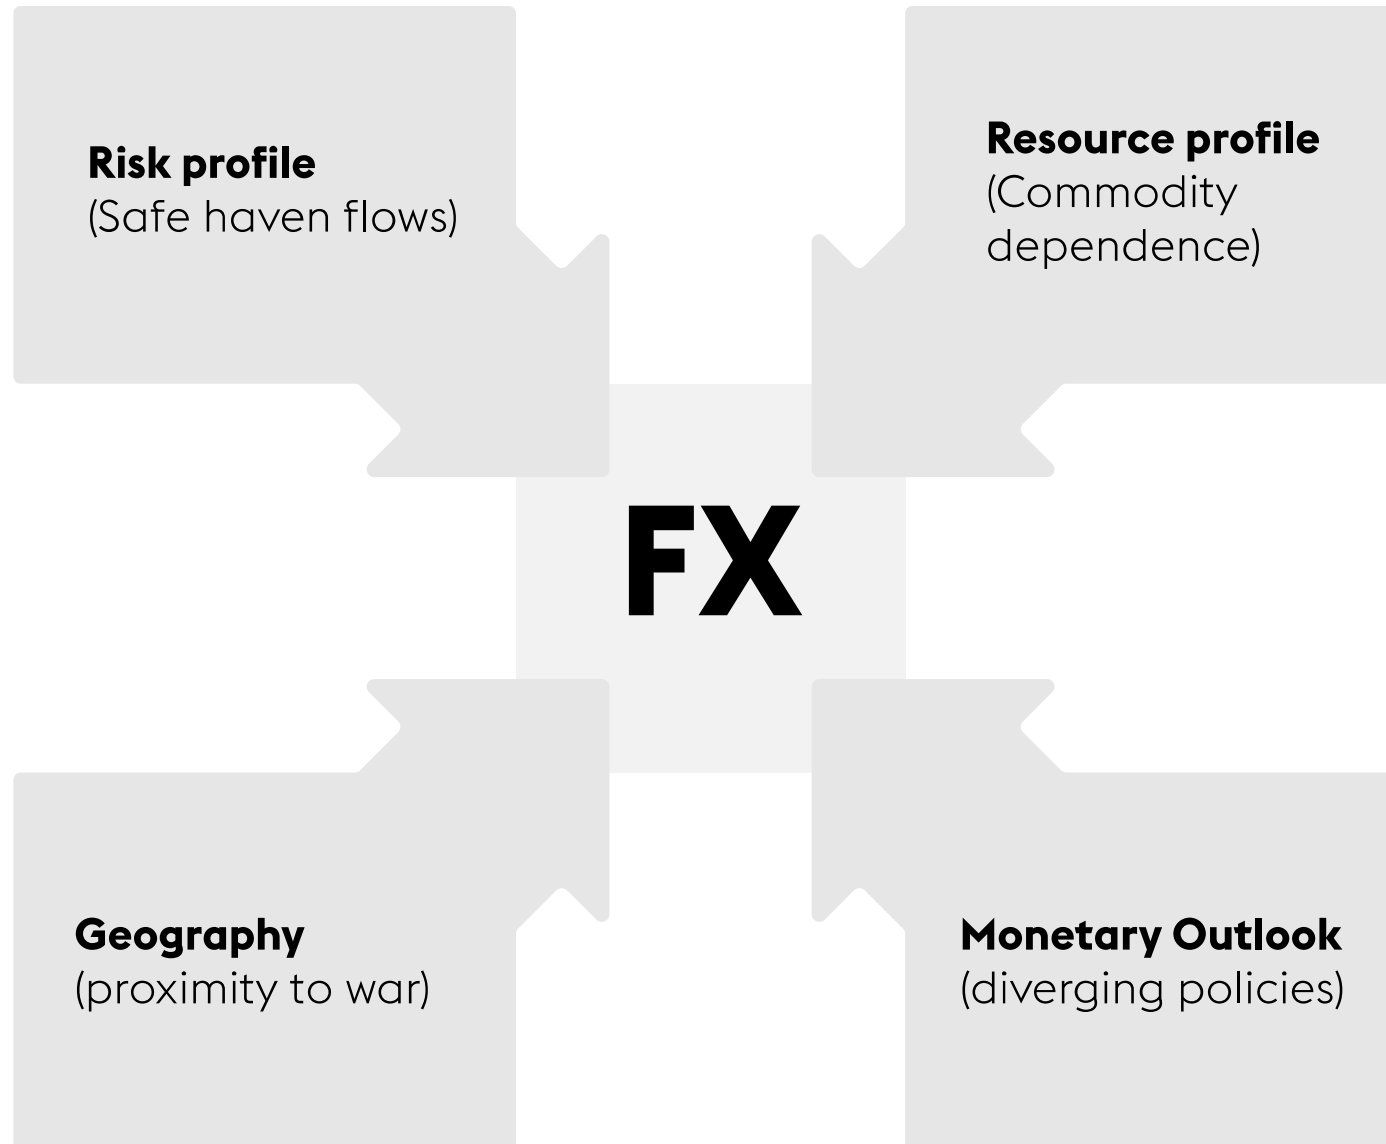 Risk profile
(Safe haven flows)
Resource profile
(Commodity
dependence)
FX
Geography
(proximity to war)
Monetary Outlook
(diverging policies)